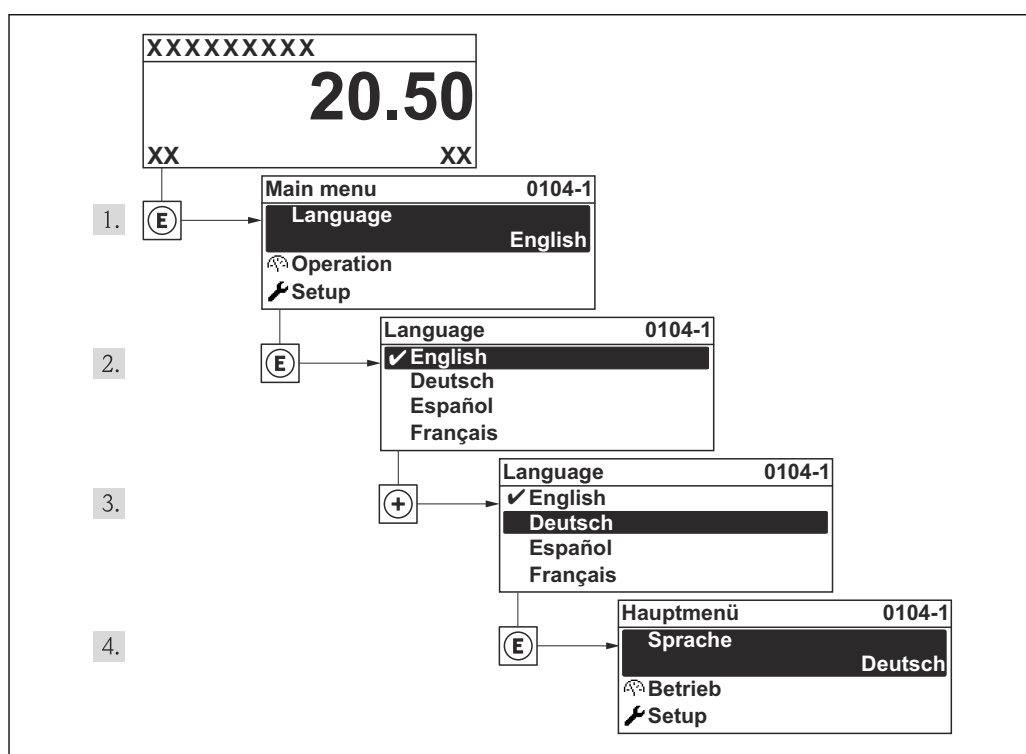 XXXXXXXXX
20.50
XX XX
1. E
Main menu 0104-1
Language
English
Operation
Setup
2. E
Language 0104-1
✔English
Deutsch
Español
Français
3. +
Language 0104-1
✔English
Deutsch
Español
Français
4. E
Hauptmenü 0104-1
Sprache
Deutsch
Betrieb
Setup